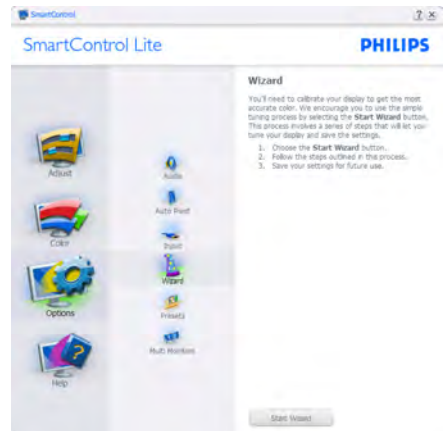 SmartControl
? x
SmartControl Lite
PHILIPS
Adjust
Color
Options
Help
Audio
Auto Pivot
Input
Wizard
Presets
Multi Monitors
Wizard
You'll need to calibrate your display to get the most
accurate color. We encourage you to use the simple
tuning process by selecting the Start Wizard button.
This process involves a series of steps that will let you
tune your display and save the settings.
1. Choose the Start Wizard button.
2. Follow the steps outlined in this process.
3. Save your settings for future use.
Start Wizard